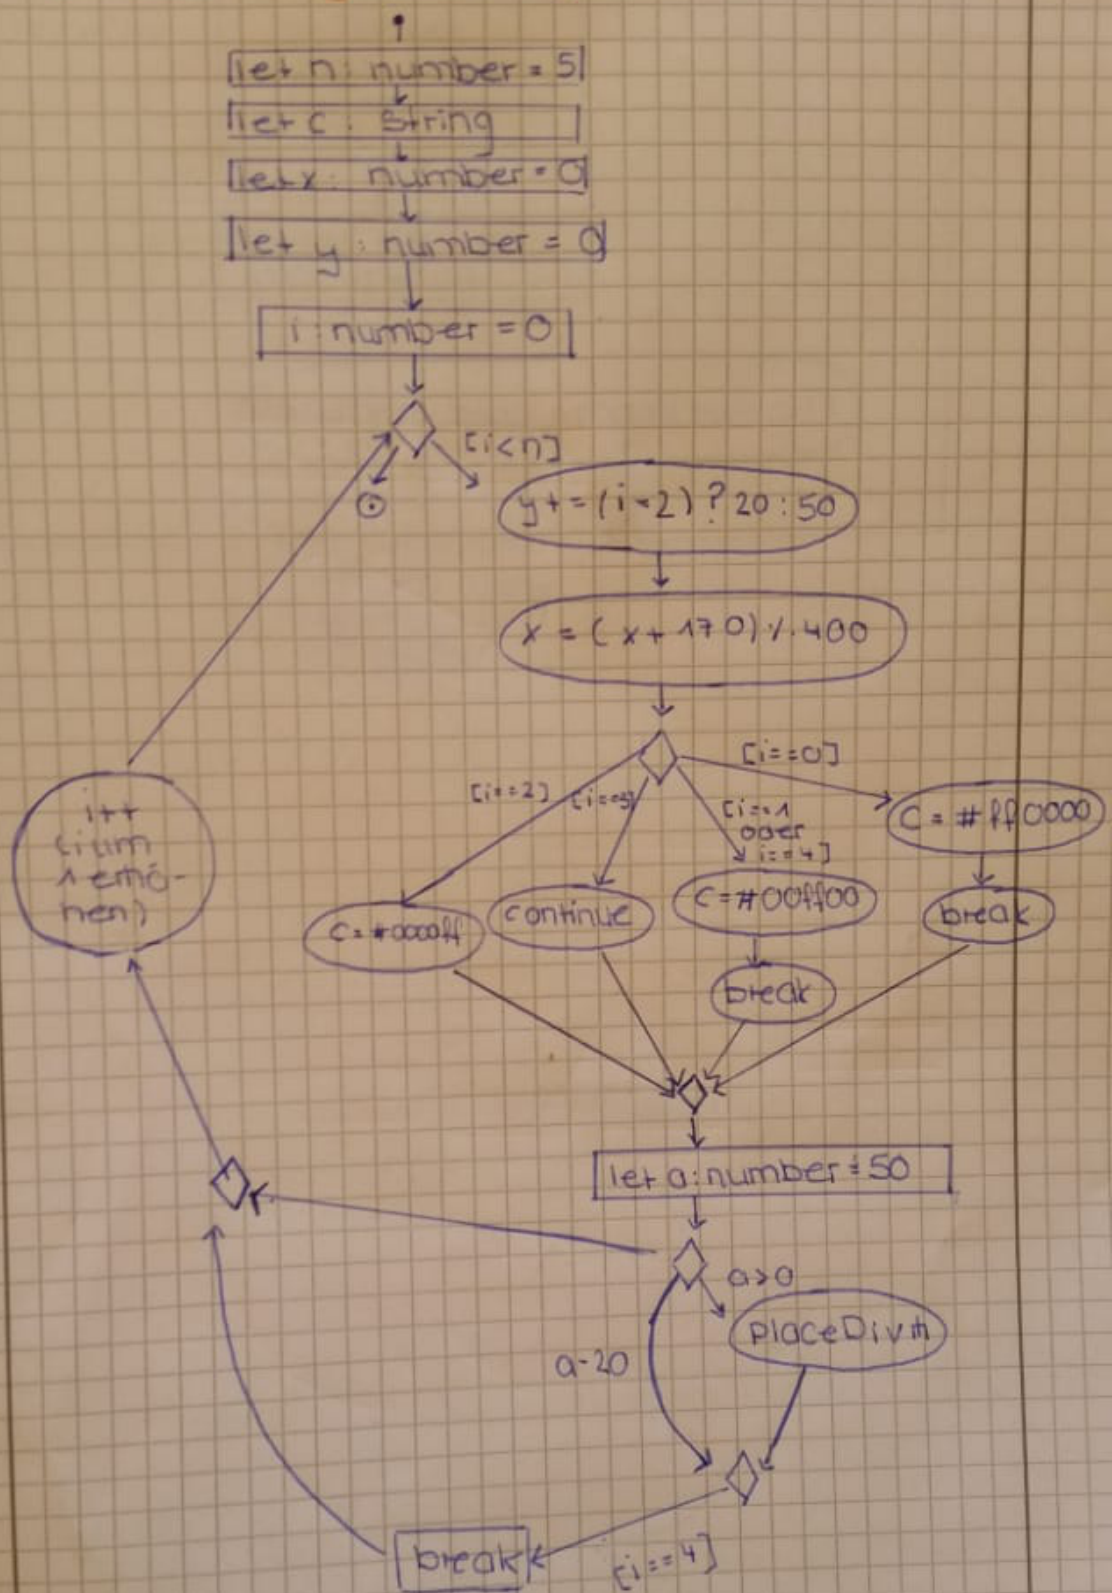 let n: number = 5
let c: String
let x: number = 0
let y: number = 0
i: number = 0
[i<n]
y+=(i=2)?20:50
x=(x+170)%400
[i==0]
[i==2]
[i==3]
[i==1
oder
i==4]
c=#ff0000
c=#00ff00
continue
c=#0000ff
break
break
i++
(i um
1 erhö-
hen)
let a:number=50
a>0
placeDiv
a-20
[i==4]
break